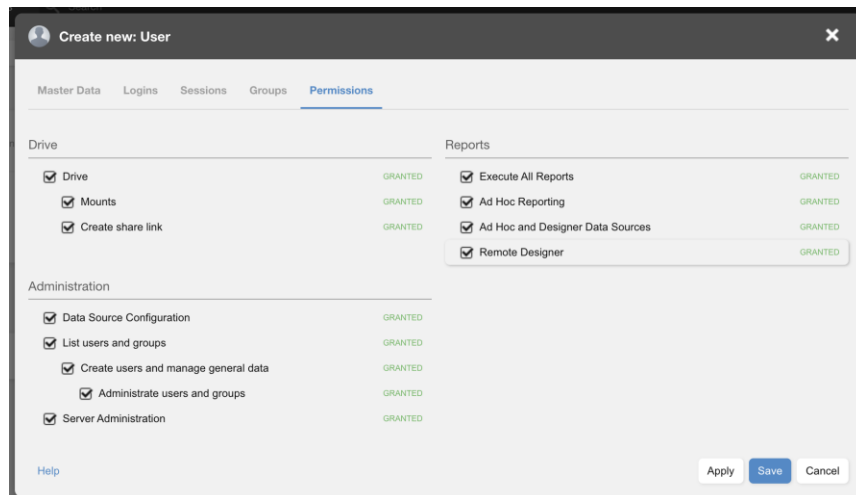 Create new: User
Master Data Logins Sessions Groups Permissions
Drive
Drive GRANTED
Mounts GRANTED
Create share link GRANTED
Administration
Data Source Configuration GRANTED
List users and groups GRANTED
Create users and manage general data GRANTED
Administrate users and groups GRANTED
Server Administration GRANTED
Reports
Execute All Reports GRANTED
Ad Hoc Reporting GRANTED
Ad Hoc and Designer Data Sources GRANTED
Remote Designer GRANTED
Help
Apply Save Cancel